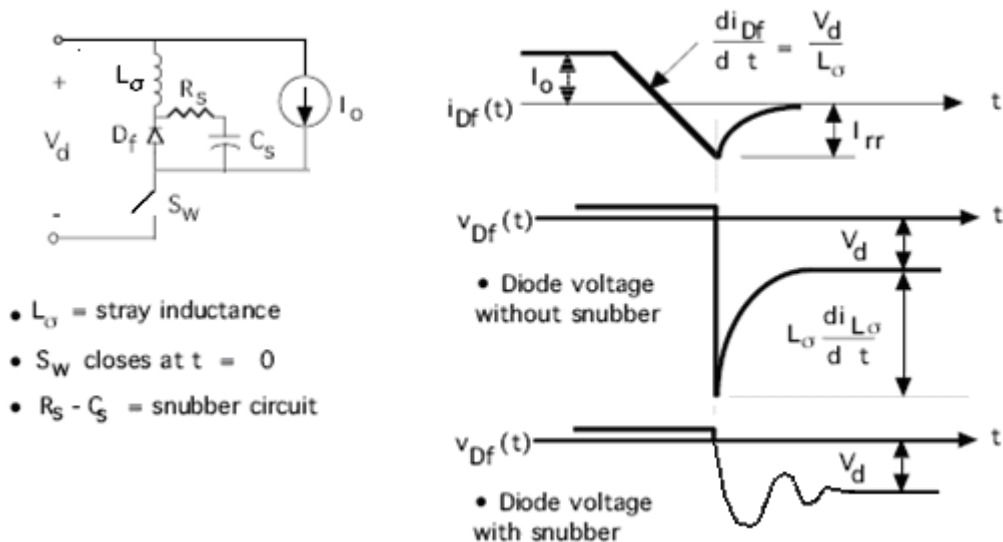 +
V_d
-
L_σ
R_s
D_f
C_s
I_o
S_w
• L_σ = stray inductance
• S_w closes at t = 0
• R_s - C_s = snubber circuit
di_Df / d t = V_d / L_σ
I_o
i_Df(t)
t
I_rr
v_Df(t)
t
V_d
• Diode voltage
without snubber
L_σ di_Lσ / d t
v_Df(t)
t
V_d
• Diode voltage
with snubber